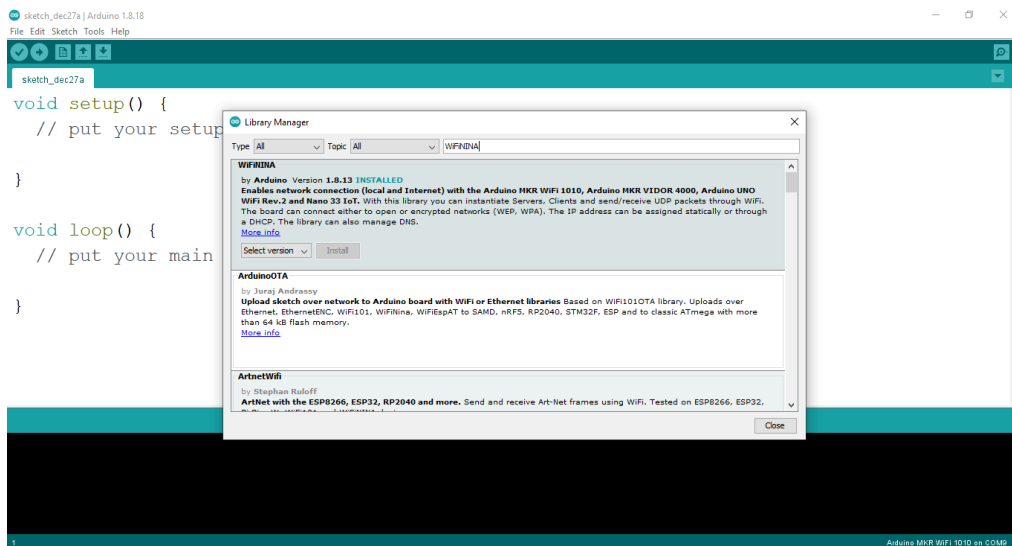 sketch_dec27a | Arduino 1.8.18
File Edit Sketch Tools Help
sketch_dec27a
void setup() {
// put your setup
}
void loop() {
// put your main
}
Library Manager
Type All Topic All WiFiNINA
WiFiNINA
by Arduino Version 1.8.13 INSTALLED
Enables network connection (local and Internet) with the Arduino MKR WiFi 1010, Arduino MKR VIDOR 4000, Arduino UNO
WiFi Rev.2 and Nano 33 IoT. With this library you can instantiate Servers, Clients and send/receive UDP packets through WiFi.
The board can connect either to open or encrypted networks (WEP, WPA). The IP address can be assigned statically or through
a DHCP. The library can also manage DNS.
More info
Select version Install
ArduinoOTA
by Juraj Andrassy
Upload sketch over network to Arduino board with WiFi or Ethernet libraries Based on WiFi101OTA library. Uploads over
Ethernet, EthernetENC, WiFi101, WiFiNina, WiFiEspAT to SAMD, nRF5, RP2040, STM32F, ESP and to classic ATmega with more
than 64 kB flash memory.
More info
ArtnetWifi
by Stephan Ruloff
ArtNet with the ESP8266, ESP32, RP2040 and more. Send and receive Art-Net frames using WiFi. Tested on ESP8266, ESP32,
Close
1
Arduino MKR WiFi 1010 on COM9